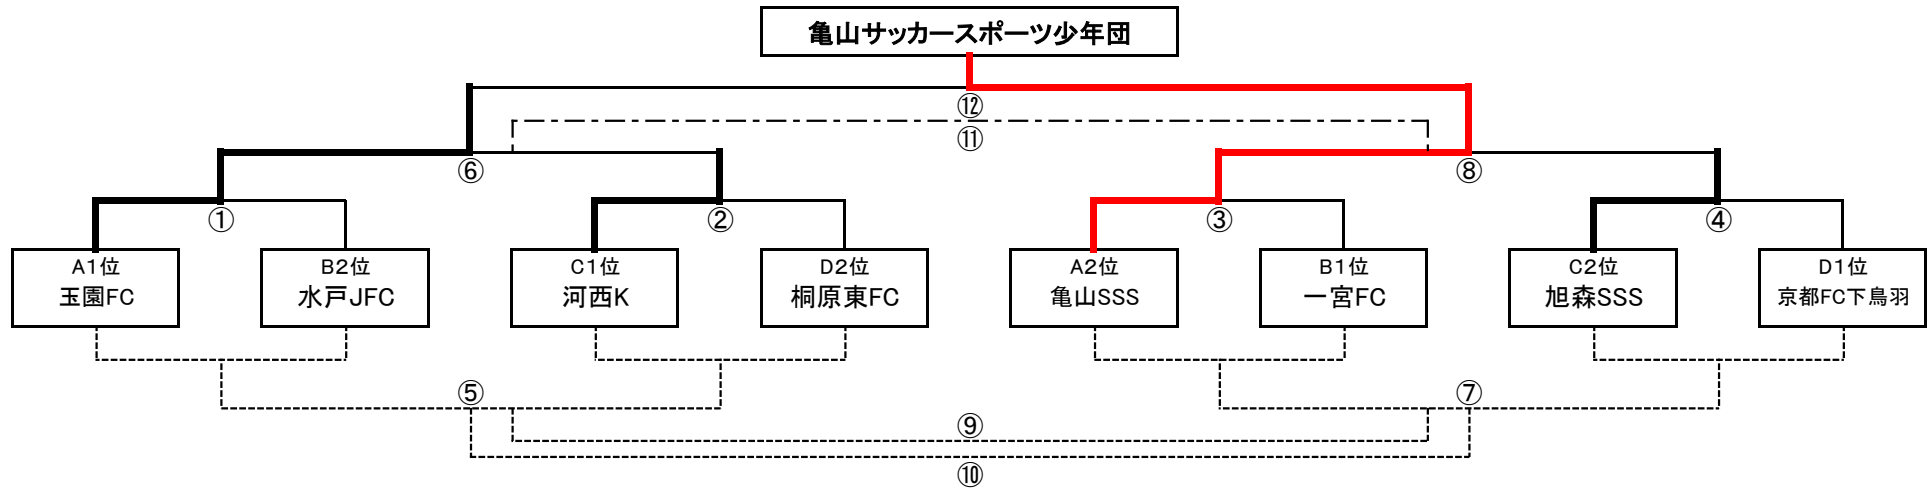 亀山サッカースポーツ少年団
⑫
⑪
⑥
⑧
①
②
③
④
A1位
玉園FC
B2位
水戸JFC
C1位
河西K
D2位
桐原東FC
A2位
亀山SSS
B1位
一宮FC
C2位
旭森SSS
D1位
京都FC下鳥羽
⑤
⑦
⑨
⑩